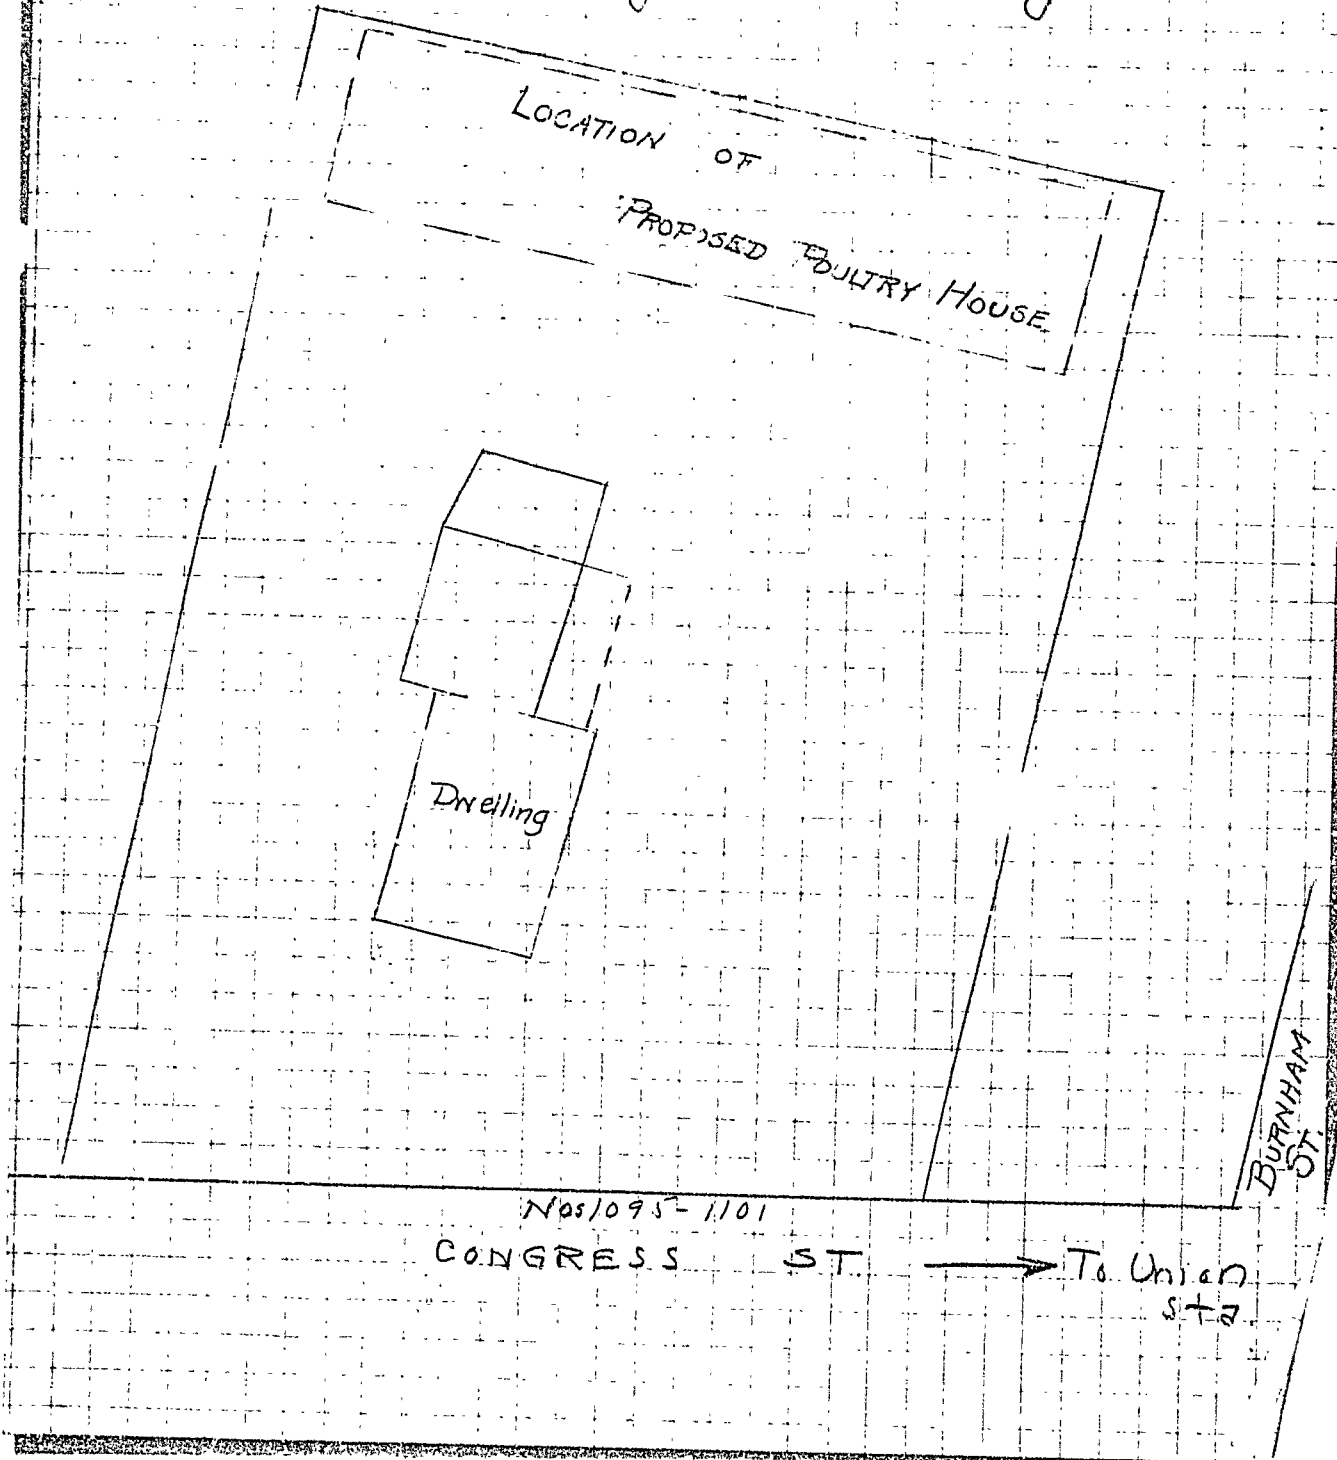 LOCATION OF
PROPOSED POULTRY HOUSE
Dwelling
BURNHAM
ST.
Nos 1095-1101
CONGRESS ST. To Union
sta